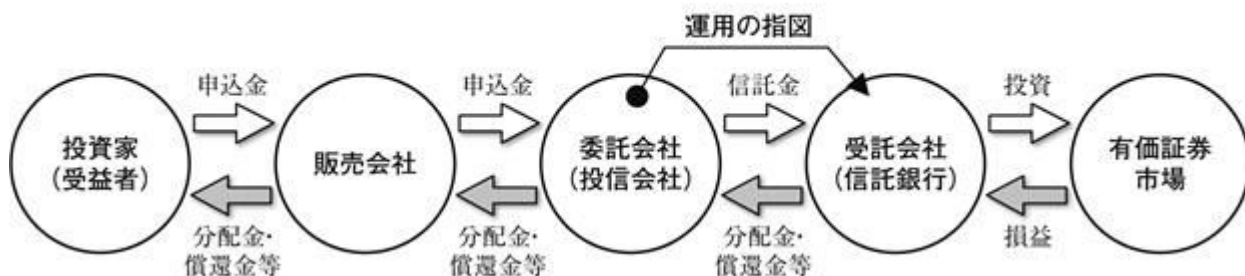 運用の指図
申込金
申込金
信託金
投資
投資家
（受益者）
販売会社
委託会社
（投信会社）
受託会社
（信託銀行）
有価証券
市場
分配金・
償還金等
分配金・
償還金等
分配金・
償還金等
損益